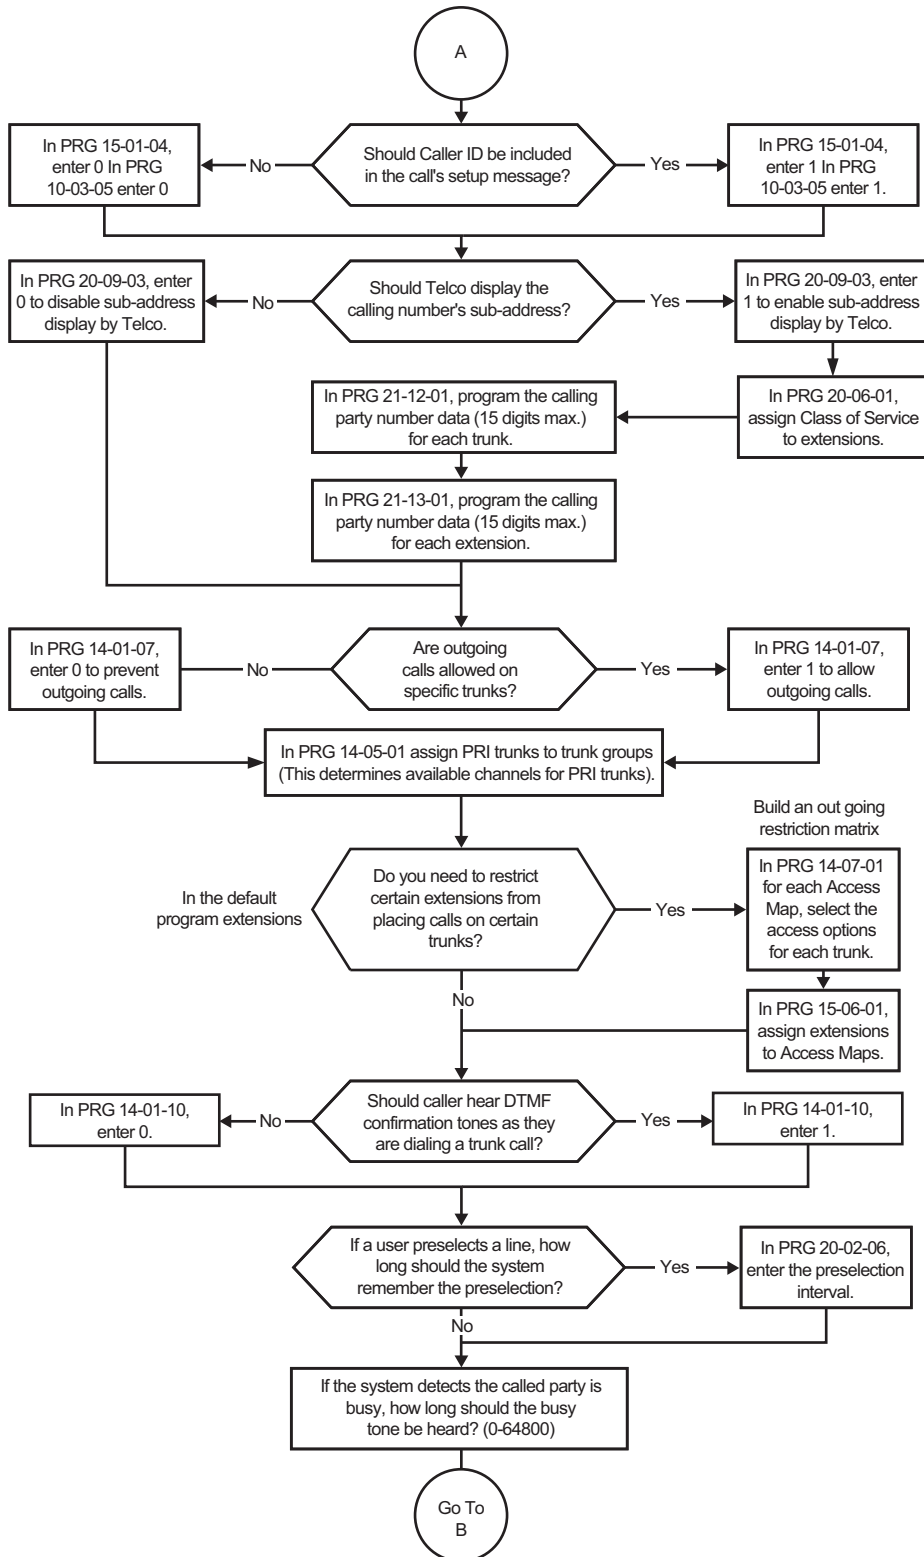 A
In PRG 15-01-04,
enter 0 In PRG
10-03-05 enter 0
No
Should Caller ID be included
in the call's setup message?
Yes
In PRG 15-01-04,
enter 1 In PRG
10-03-05 enter 1.
In PRG 20-09-03, enter
0 to disable sub-address
display by Telco.
No
Should Telco display the
calling number's sub-address?
Yes
In PRG 20-09-03, enter
1 to enable sub-address
display by Telco.
In PRG 21-12-01, program the calling
party number data (15 digits max.)
for each trunk.
In PRG 20-06-01,
assign Class of Service
to extensions.
In PRG 21-13-01, program the calling
party number data (15 digits max.)
for each extension.
In PRG 14-01-07,
enter 0 to prevent
outgoing calls.
No
Are outgoing
calls allowed on
specific trunks?
Yes
In PRG 14-01-07,
enter 1 to allow
outgoing calls.
In PRG 14-05-01 assign PRI trunks to trunk groups
(This determines available channels for PRI trunks).
Build an out going
restriction matrix
In the default
program extensions
Do you need to restrict
certain extensions from
placing calls on certain
trunks?
Yes
In PRG 14-07-01
for each Access
Map, select the
access options
for each trunk.
No
In PRG 15-06-01,
assign extensions
to Access Maps.
In PRG 14-01-10,
enter 0.
No
Should caller hear DTMF
confirmation tones as they
are dialing a trunk call?
Yes
In PRG 14-01-10,
enter 1.
If a user preselects a line, how
long should the system
remember the preselection?
Yes
In PRG 20-02-06,
enter the preselection
interval.
No
If the system detects the called party is
busy, how long should the busy
tone be heard? (0-64800)
Go To
B